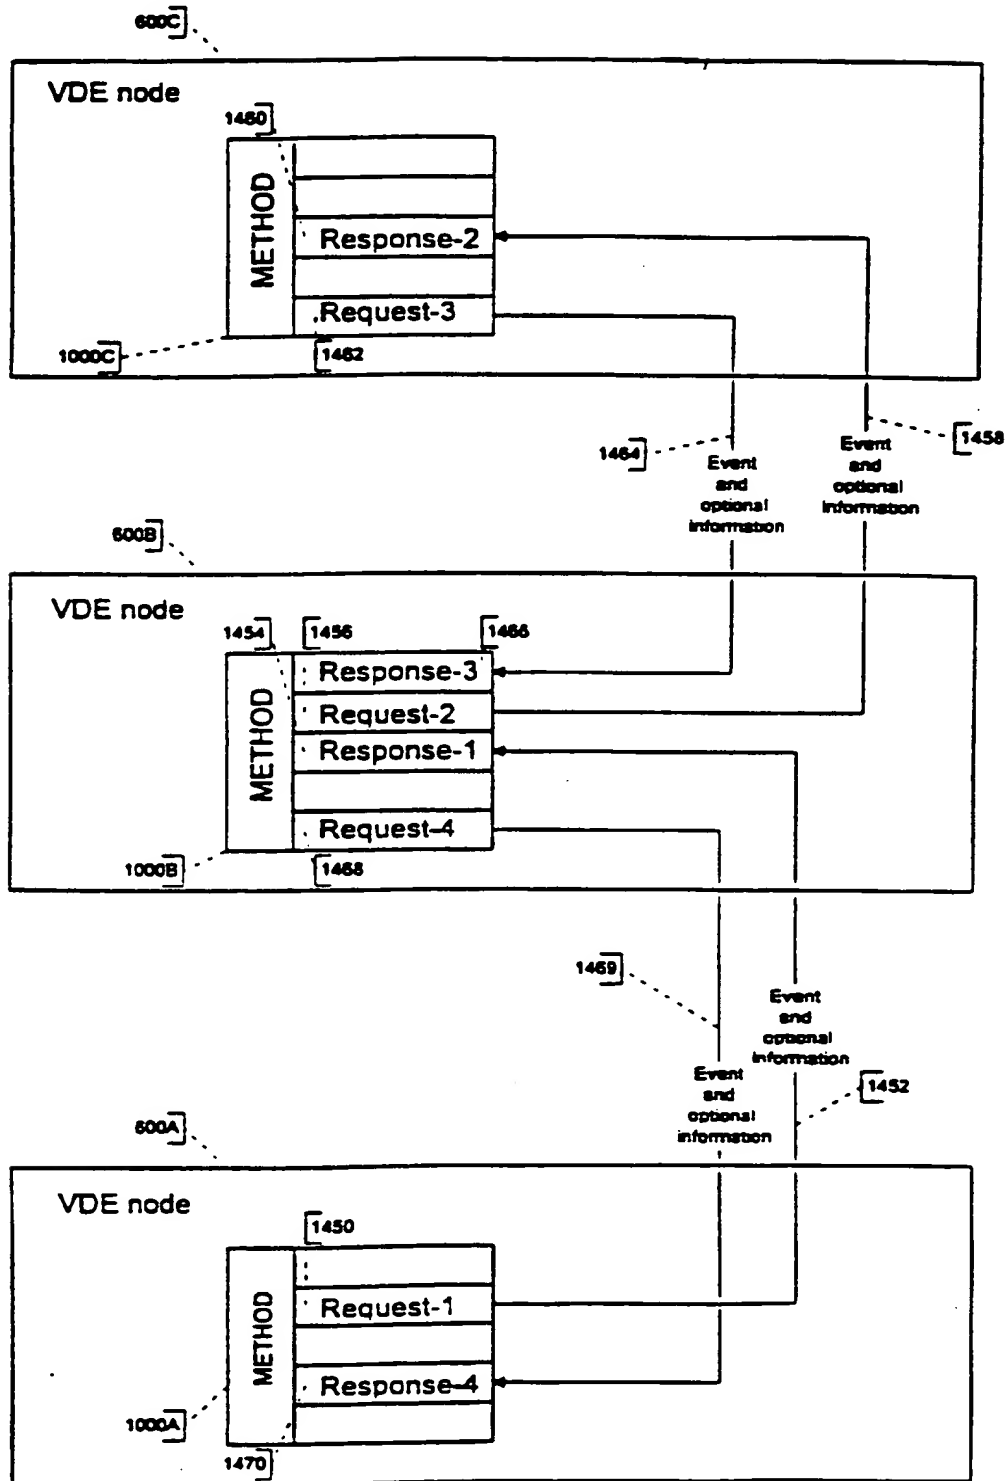 600C
VDE node
1460
METHOD
Response-2
Request-3
1000C
1462
1464
1458
Event
and
optional
information
Event
and
optional
information
600B
VDE node
1454
1456
1466
METHOD
Response-3
Request-2
Response-1
Request-4
1000B
1468
1469
Event
and
optional
information
Event
and
optional
information
1452
600A
VDE node
1450
METHOD
Request-1
Response-4
1000A
1470